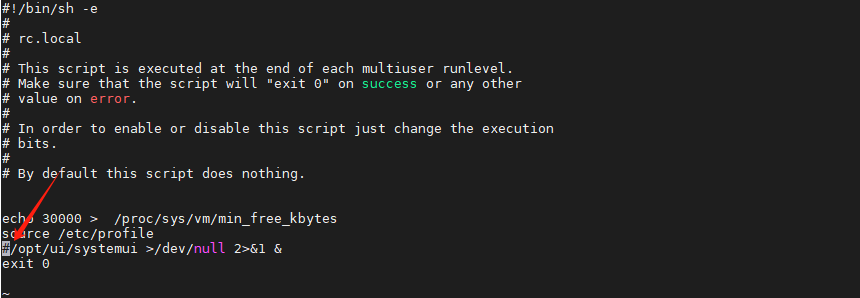 #!/bin/sh -e
#
# rc.local
#
# This script is executed at the end of each multiuser runlevel.
# Make sure that the script will "exit 0" on success or any other
# value on error.
#
# In order to enable or disable this script just change the execution
# bits.
#
# By default this script does nothing.
echo 30000 >  /proc/sys/vm/min_free_kbytes
source /etc/profile
#/opt/ui/systemui >/dev/null 2>&1 &
exit 0
~